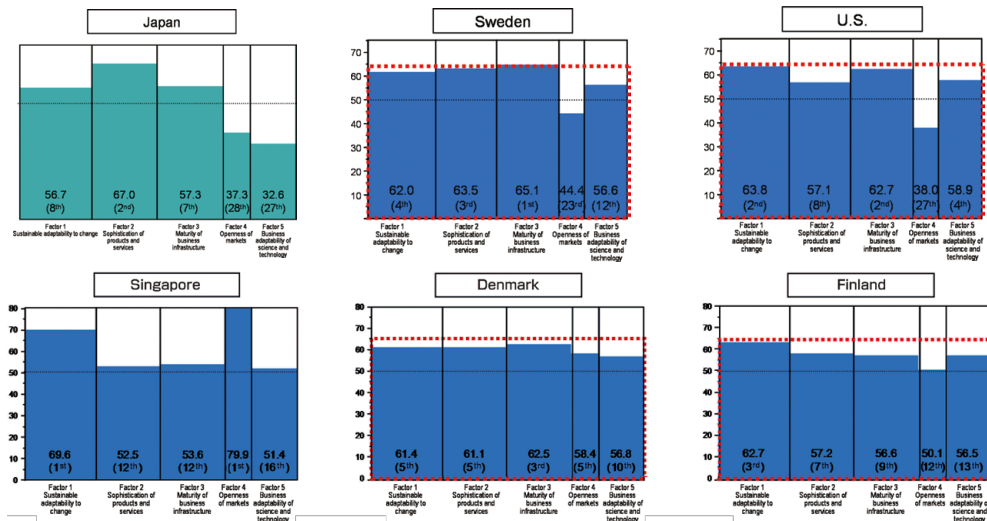 Japan
56.7
(8th)
67.0
(2nd)
57.3
(7th)
37.3
(28th)
32.6
(27th)
Factor 1
Sustainable adaptability to change
Factor 2
Sophistication of
products and
services
Factor 3
Maturity of
business
infrastructure
Factor 4
Openness of
markets
Factor 5
Business
adaptability of
science and
technology
Sweden
70
60
50
40
30
20
10
62.0
(4th)
63.5
(3rd)
65.1
(1st)
44.4
(23rd)
56.6
(12th)
Factor 1
Sustainable
adaptability to
change
Factor 2
Sophistication of
products and
services
Factor 3
Maturity of
business
infrastructure
Factor 4
Openness
of markets
Factor 5
Business
adaptability of
science and
technology
U.S.
70
60
50
40
30
20
10
63.8
(2nd)
57.1
(8th)
62.7
(2nd)
38.0
(27th)
58.9
(4th)
Factor 1
Sustainable
adaptability to
change
Factor 2
Sophistication of
products and
services
Factor 3
Maturity of
business
infrastructure
Factor 4
Openness
of markets
Factor 5
Business
adaptability of
science and
technology
Singapore
80
70
60
50
40
30
20
10
0
69.6
(1st)
52.5
(12th)
53.6
(12th)
79.9
(1st)
51.4
(16th)
Factor 1
Sustainable
adaptability to
change
Factor 2
Sophistication of
products and
services
Factor 3
Maturity of
business
infrastructure
Factor 4
Openness
of markets
Factor 5
Business
adaptability of
science and
technology
Denmark
80
70
60
50
40
30
20
10
0
61.4
(5th)
61.1
(5th)
62.5
(3rd)
58.4
(5th)
56.8
(10th)
Factor 1
Sustainable
adaptability to
change
Factor 2
Sophistication of
products and
services
Factor 3
Maturity of
business
infrastructure
Factor 4
Openness
of markets
Factor 5
Business
adaptability of
science and
technology
Finland
80
70
60
50
40
30
20
10
0
62.7
(3rd)
57.2
(7th)
56.6
(9th)
50.1
(12th)
56.5
(13th)
Factor 1
Sustainable
adaptability to
change
Factor 2
Sophistication of
products and
services
Factor 3
Maturity of
business
infrastructure
Factor 4
Openness
of markets
Factor 5
Business
adaptability of
science and
technology